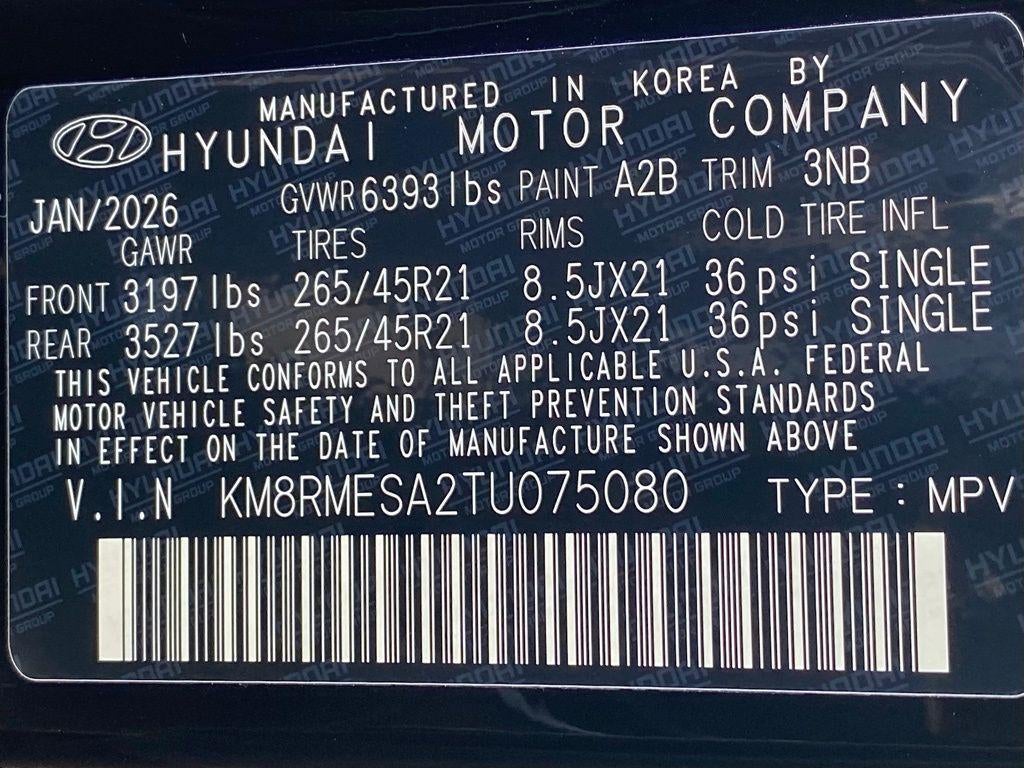 MANUFACTURED IN KOREA BY
HYUNDAI MOTOR COMPANY
JAN/2026 GVWR 6393 lbs PAINT A2B TRIM 3NB
GAWR TIRES RIMS COLD TIRE INFL
FRONT 3197 lbs 265/45R21 8.5JX21 36psi SINGLE
REAR 3527 lbs 265/45R21 8.5JX21 36psi SINGLE
THIS VEHICLE CONFORMS TO ALL APPLICABLE U.S.A. FEDERAL
MOTOR VEHICLE SAFETY AND THEFT PREVENTION STANDARDS
IN EFFECT ON THE DATE OF MANUFACTURE SHOWN ABOVE
V.I.N KM8RMESA2TU075080 TYPE : MPV
HYUNDAI
MOTOR GROUP